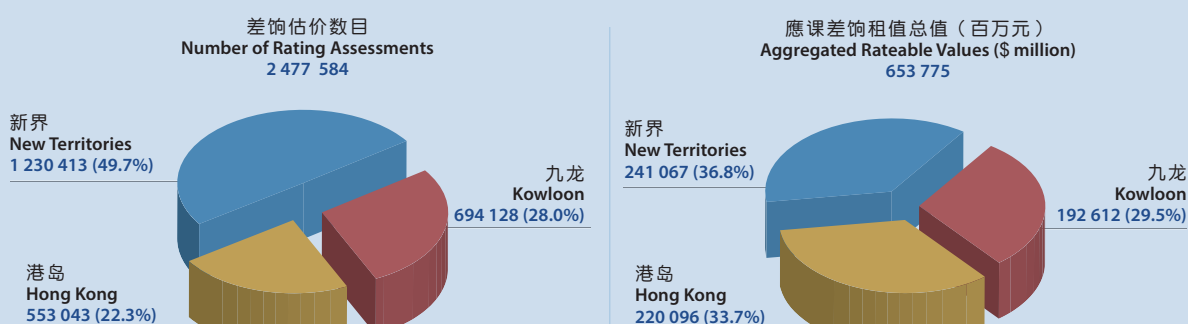 差饷估价数目
Number of Rating Assessments
2 477 584
新界
New Territories
1 230 413 (49.7%)
九龙
Kowloon
694 128 (28.0%)
港岛
Hong Kong
553 043 (22.3%)
應课差饷租值总值（百万元）
Aggregated Rateable Values ($ million)
653 775
新界
New Territories
241 067 (36.8%)
九龙
Kowloon
192 612 (29.5%)
港岛
Hong Kong
220 096 (33.7%)